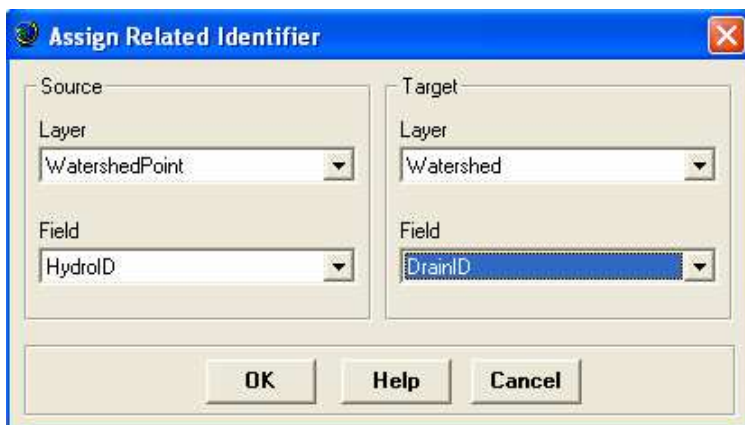 Assign Related Identifier
Source
Layer
WatershedPoint
Field
HydroID
Target
Layer
Watershed
Field
DrainID
OK
Help
Cancel